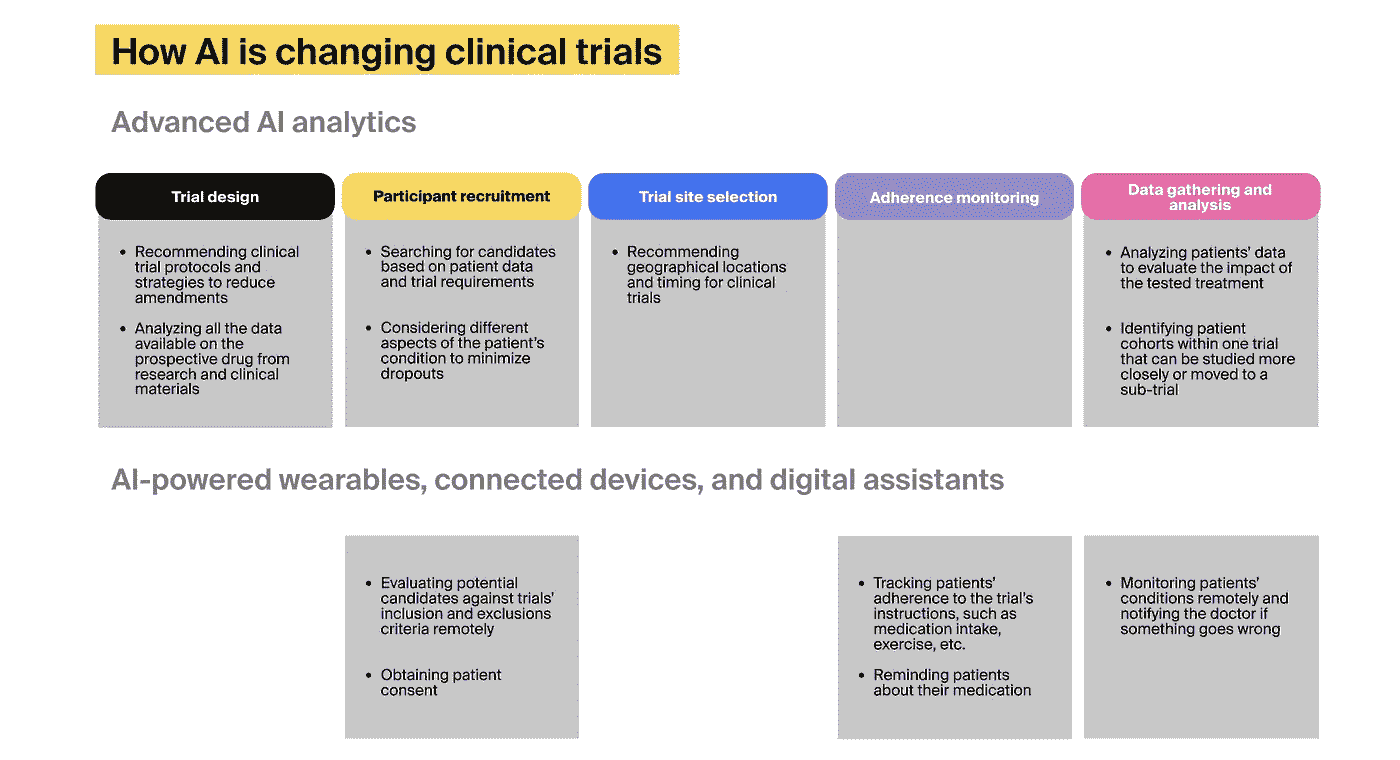 How AI is changing clinical trials
Advanced AI analytics
Trial design
Participant recruitment
Trial site selection
Adherence monitoring
Data gathering and
analysis
• Recommending clinical
trial protocols and
strategies to reduce
amendments
• Analyzing all the data
available on the
prospective drug from
research and clinical
materials
• Searching for candidates
based on patient data
and trial requirements
• Considering different
aspects of the patient's
condition to minimize
dropouts
• Recommending
geographical locations
and timing for clinical
trials
• Analyzing patients' data
to evaluate the impact of
the tested treatment
• Identifying patient
cohorts within one trial
that can be studied more
closely or moved to a
sub-trial
AI-powered wearables, connected devices, and digital assistants
• Evaluating potential
candidates against trials'
inclusion and exclusions
criteria remotely
• Obtaining patient
consent
• Tracking patients'
adherence to the trial's
instructions, such as
medication intake,
exercise, etc.
• Reminding patients
about their medication
• Monitoring patients'
conditions remotely and
notifying the doctor if
something goes wrong